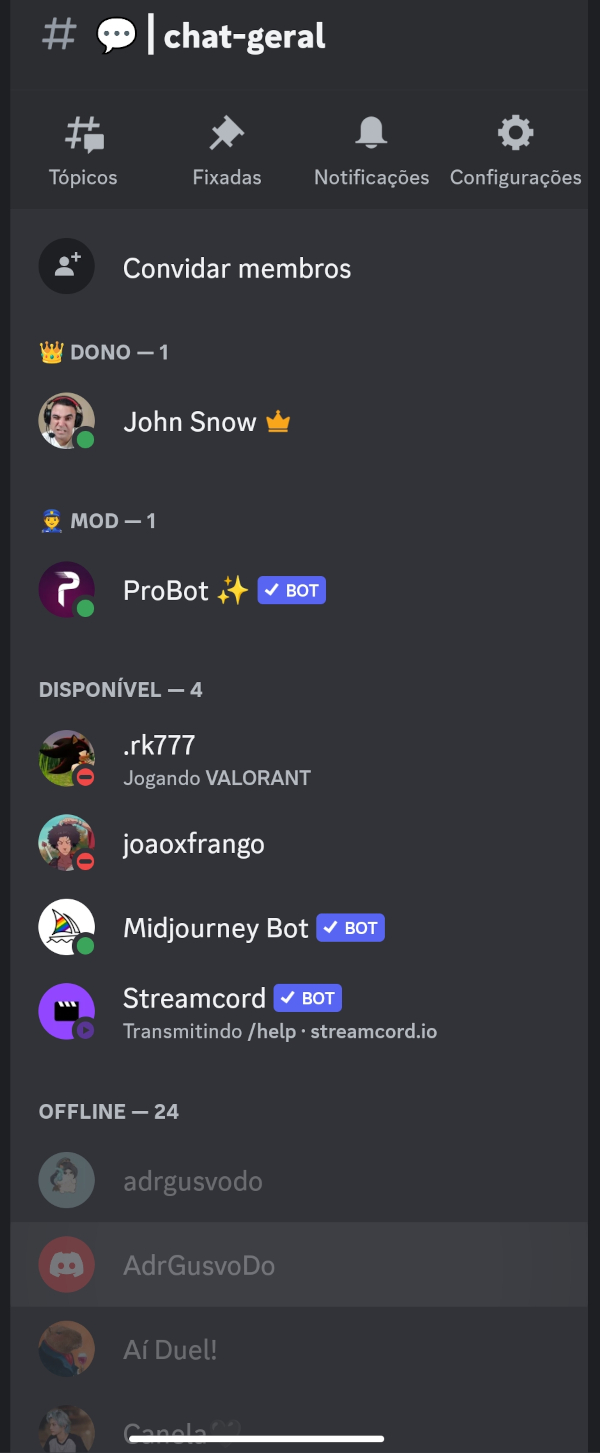 # 💬 | chat-geral
Tópicos Fixadas Notificações Configurações
Convidar membros
👑 DONO — 1
John Snow
👮 MOD — 1
ProBot ✨ ✓ BOT
DISPONÍVEL — 4
.rk777
Jogando VALORANT
joaoxfrango
Midjourney Bot ✓ BOT
Streamcord ✓ BOT
Transmitindo /help · streamcord.io
OFFLINE — 24
adrgusvodo
AdrGusvoDo
Aí Duel!
Canela🖤